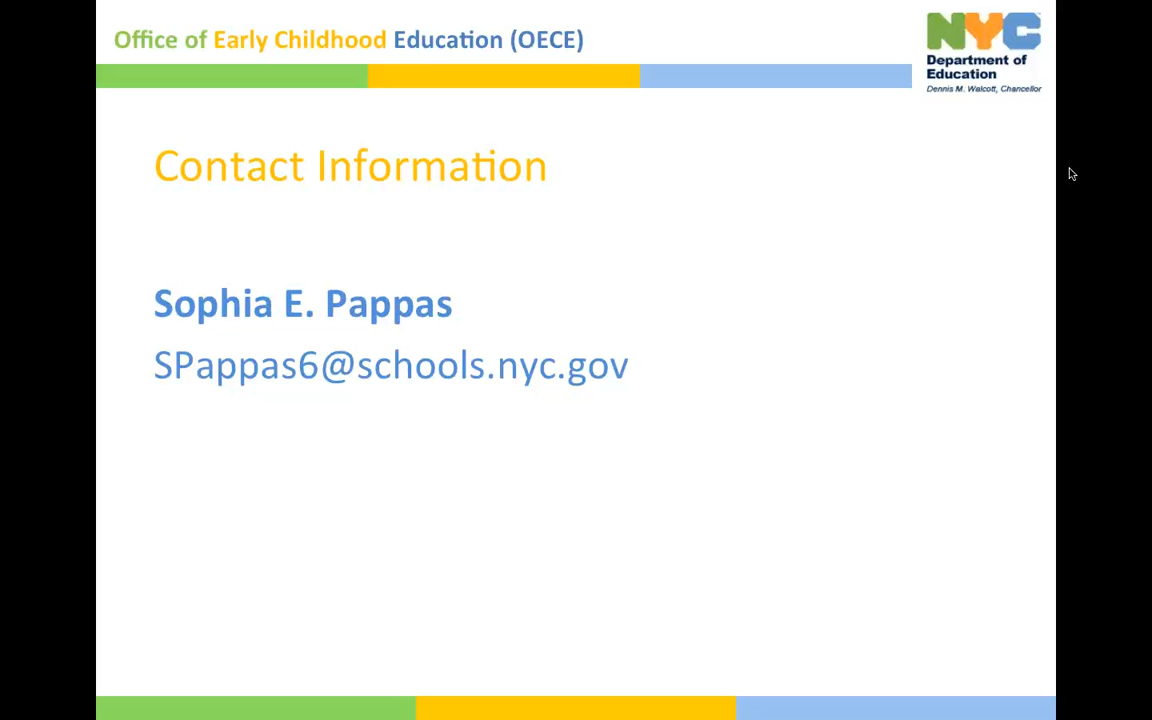 Office of Early Childhood Education (OECE)
NYC
Department of
Education
Dennis M. Walcott, Chancellor
Contact Information
Sophia E. Pappas
SPappas6@schools.nyc.gov